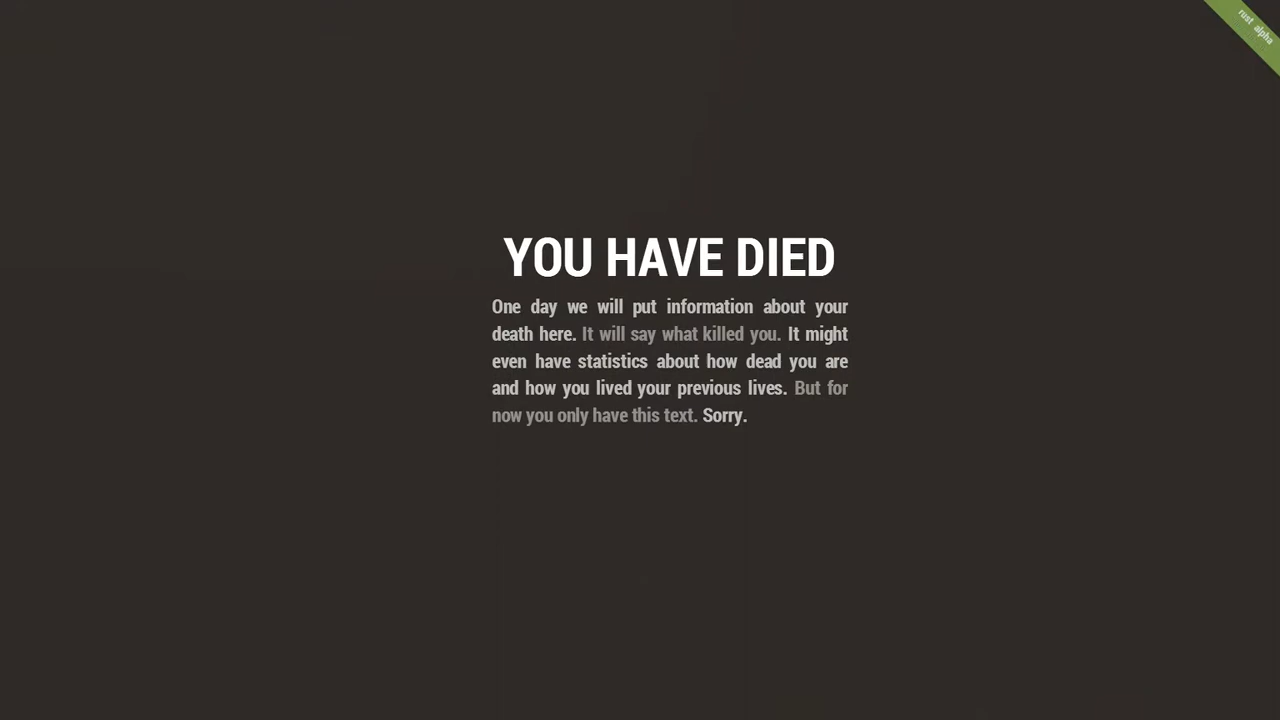 rust alpha
YOU HAVE DIED
One day we will put information about your
death here. It will say what killed you. It might
even have statistics about how dead you are
and how you lived your previous lives. But for
now you only have this text. Sorry.